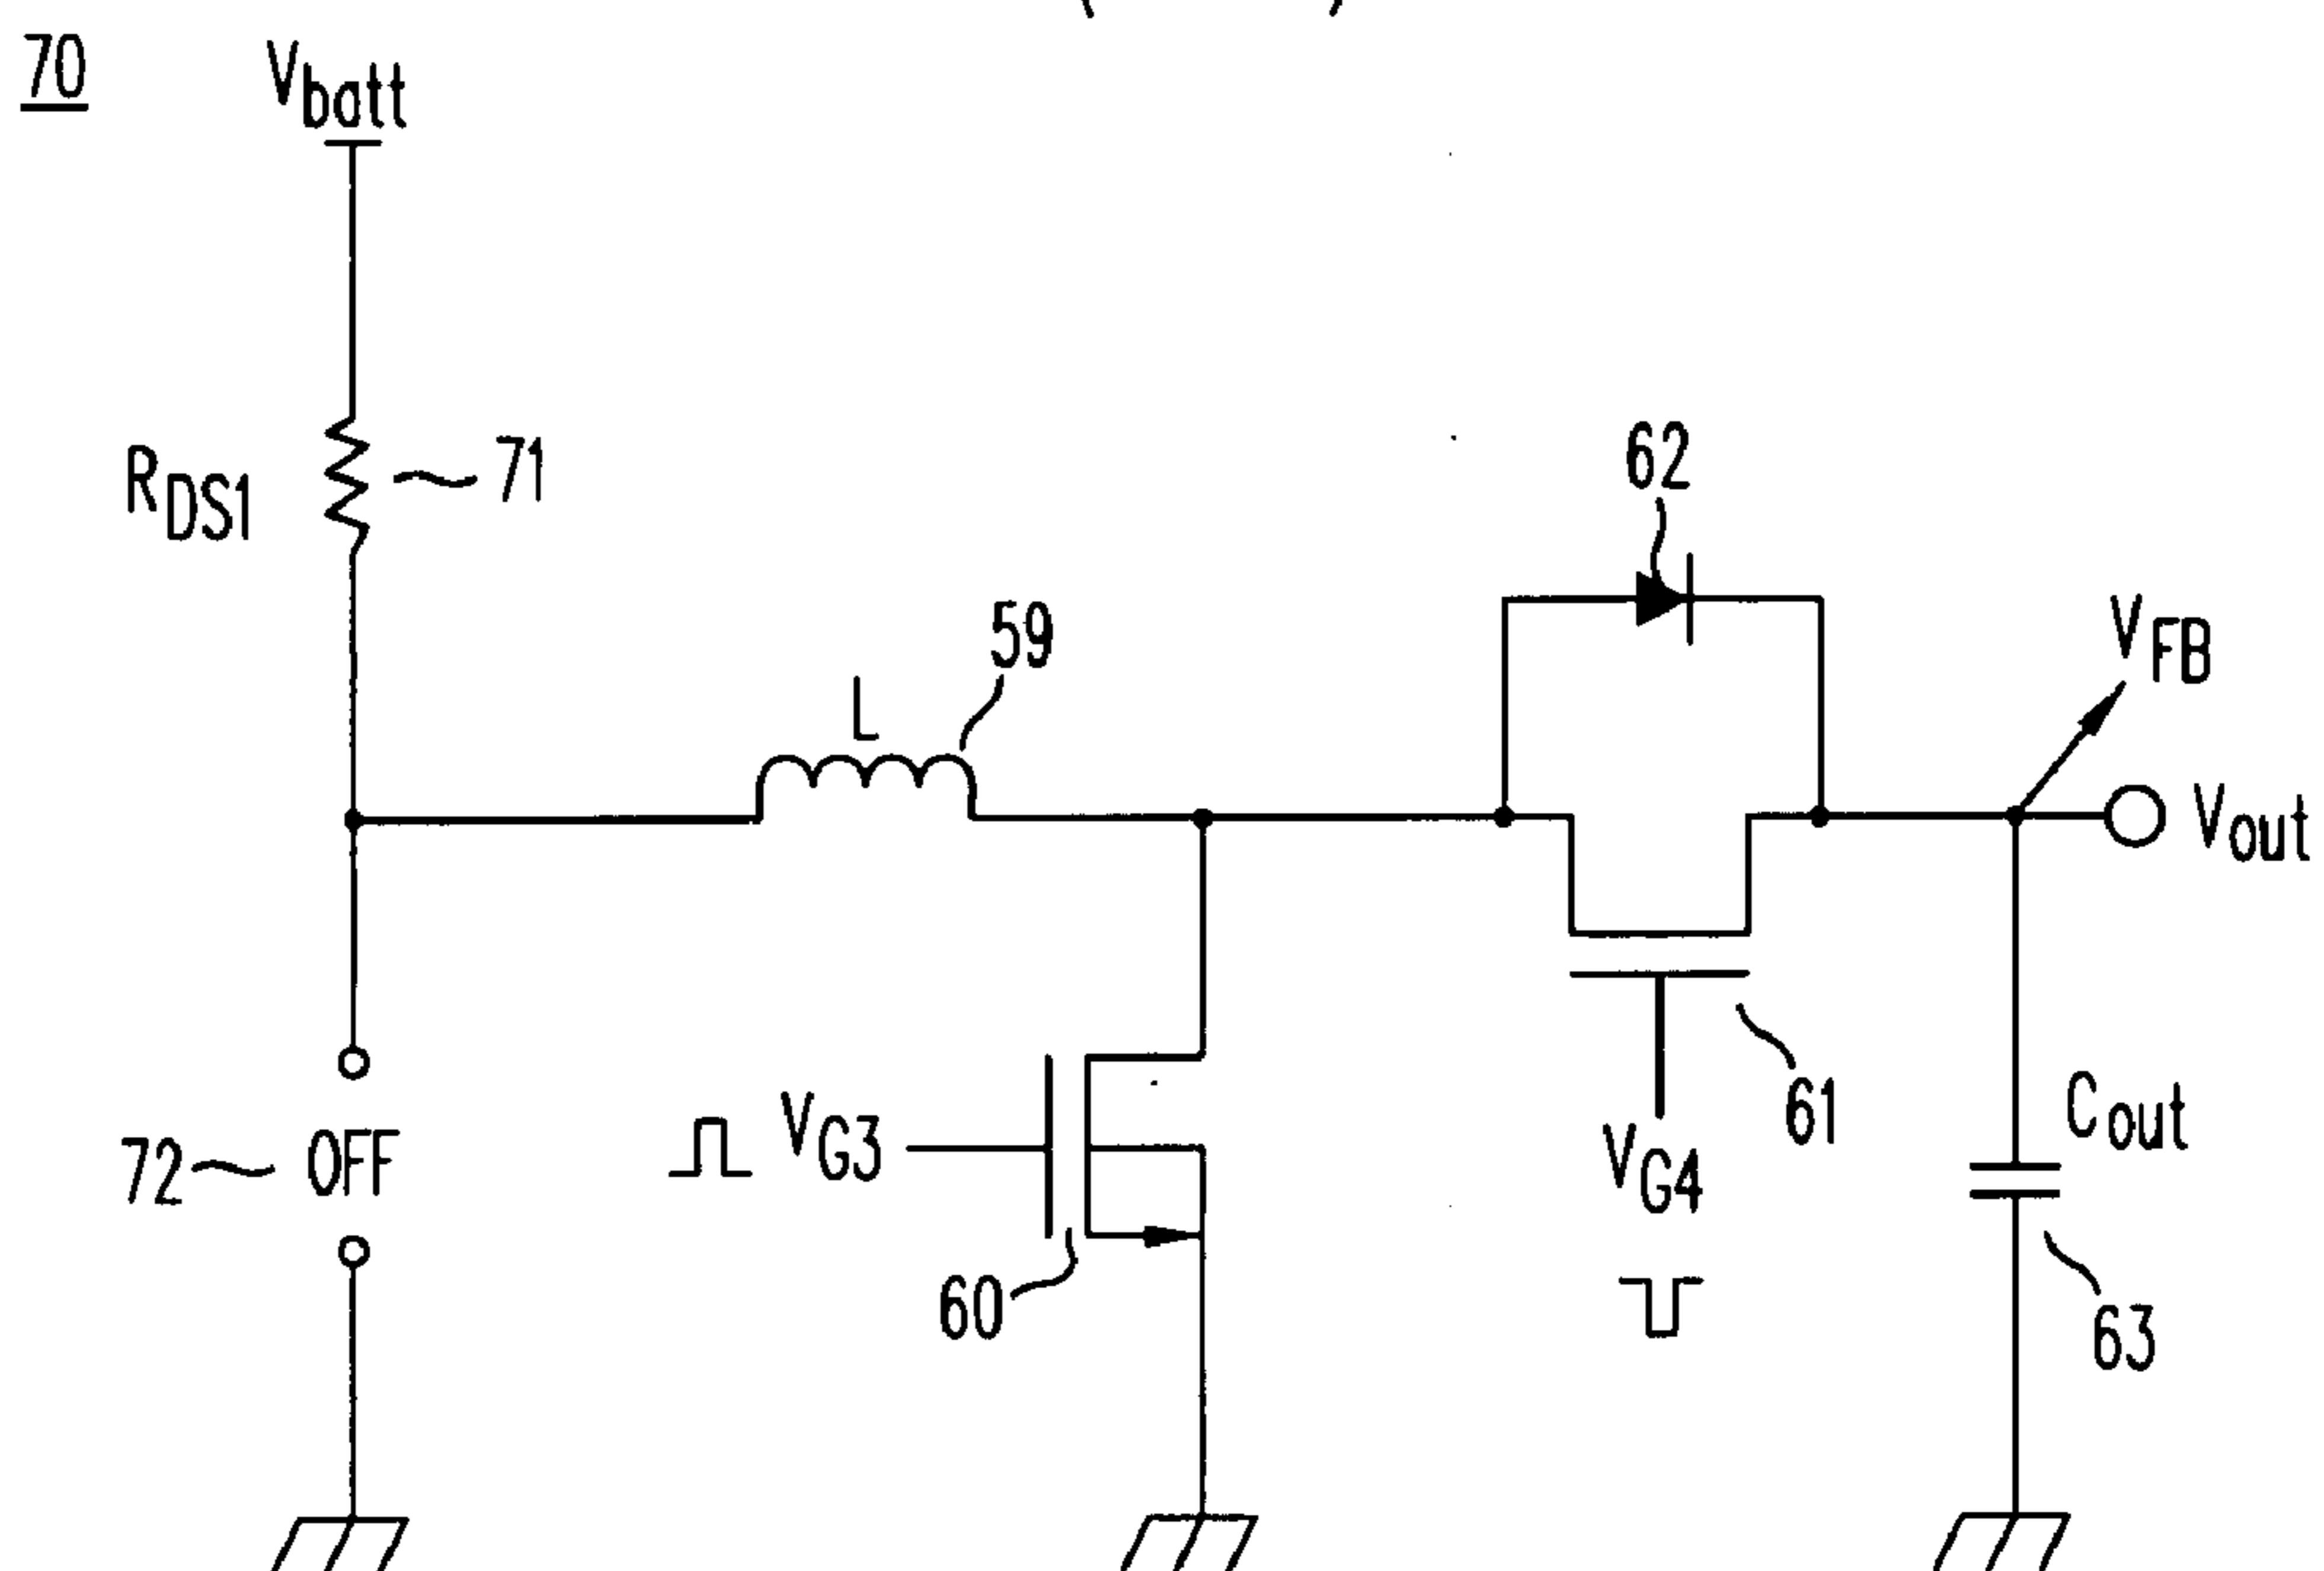 70
Vbatt
RDS1
71
62
59
L
VFB
Vout
72
OFF
VG3
60
61
VG4
Cout
63